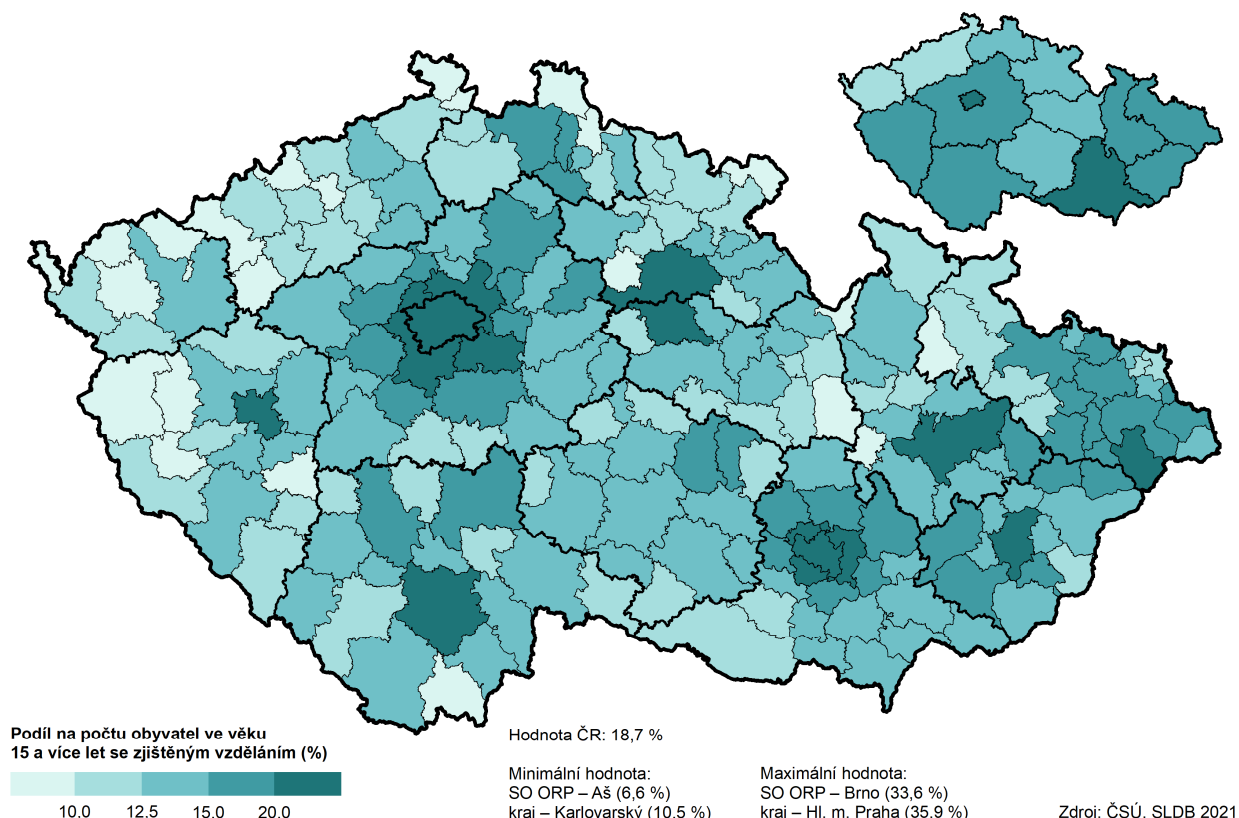 Podíl na počtu obyvatel ve věku
15 a více let se zjištěným vzděláním (%)
10.0 12.5 15.0 20.0
Hodnota ČR: 18,7 %
Minimální hodnota:
SO ORP – Aš (6,6 %)
kraj – Karlovarský (10,5 %)
Maximální hodnota:
SO ORP – Brno (33,6 %)
kraj – Hl. m. Praha (35,9 %)
Zdroj: ČSÚ, SLDB 2021